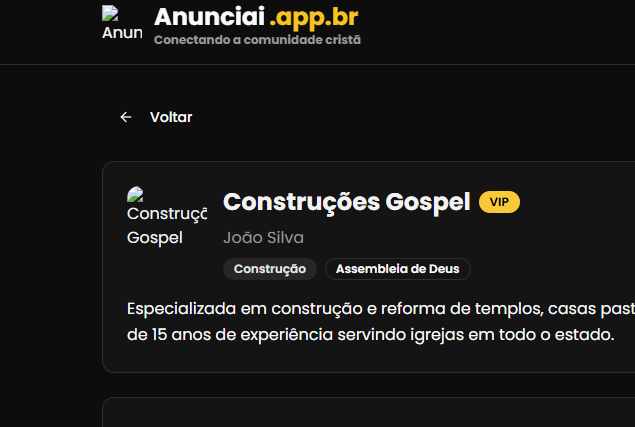 Anunciai .app.br
Anun
Conectando a comunidade cristã
Voltar
Construções Gospel VIP
Construçõ
Gospel
João Silva
Construção Assembleia de Deus
Especializada em construção e reforma de templos, casas past
de 15 anos de experiência servindo igrejas em todo o estado.